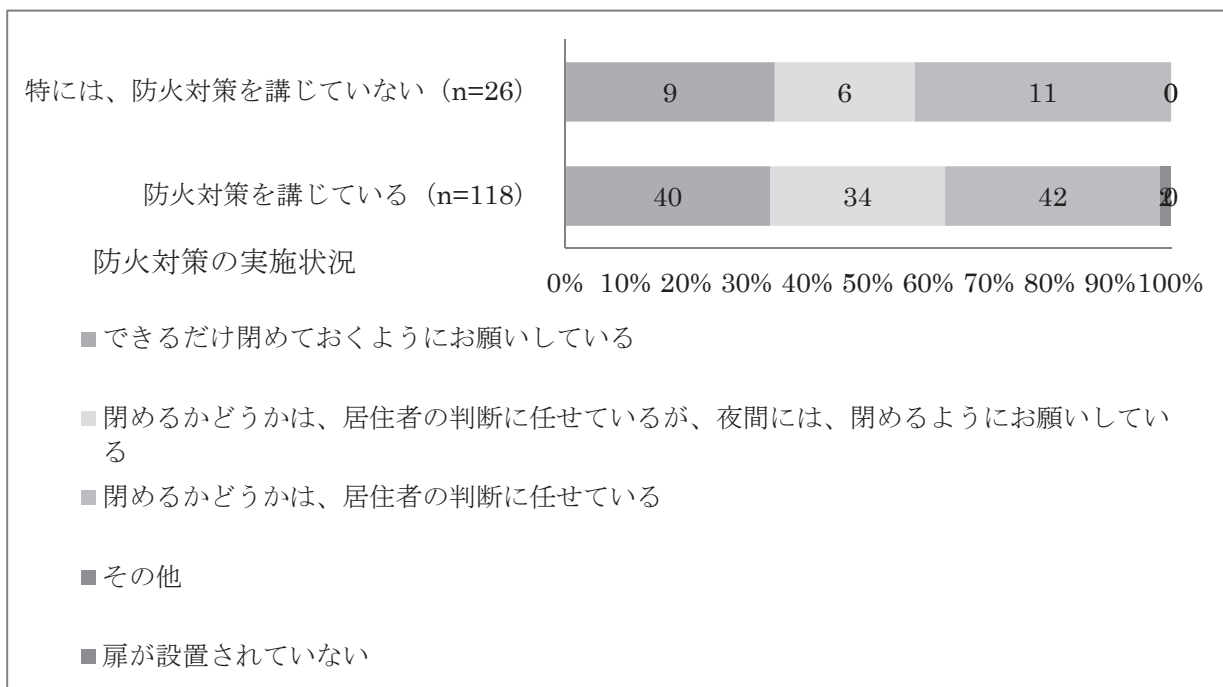 特には、防火対策を講じていない（n=26）
9 6 11 0
防火対策を講じている（n=118）
40 34 42 2 0
防火対策の実施状況
0% 10% 20% 30% 40% 50% 60% 70% 80% 90% 100%
できるだけ閉めておくようにお願いしている
閉めるかどうかは、居住者の判断に任せているが、夜間には、閉めるようにお願いしてい
る
閉めるかどうかは、居住者の判断に任せている
その他
扉が設置されていない